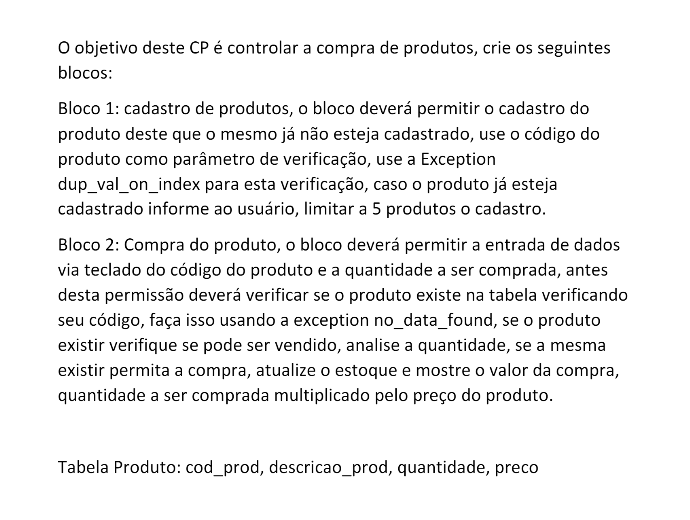 O objetivo deste CP é controlar a compra de produtos, crie os seguintes
blocos:
Bloco 1: cadastro de produtos, o bloco deverá permitir o cadastro do
produto deste que o mesmo já não esteja cadastrado, use o código do
produto como parâmetro de verificação, use a Exception
dup_val_on_index para esta verificação, caso o produto já esteja
cadastrado informe ao usuário, limitar a 5 produtos o cadastro.
Bloco 2: Compra do produto, o bloco deverá permitir a entrada de dados
via teclado do código do produto e a quantidade a ser comprada, antes
desta permissão deverá verificar se o produto existe na tabela verificando
seu código, faça isso usando a exception no_data_found, se o produto
existir verifique se pode ser vendido, analise a quantidade, se a mesma
existir permita a compra, atualize o estoque e mostre o valor da compra,
quantidade a ser comprada multiplicado pelo preço do produto.
Tabela Produto: cod_prod, descricao_prod, quantidade, preco